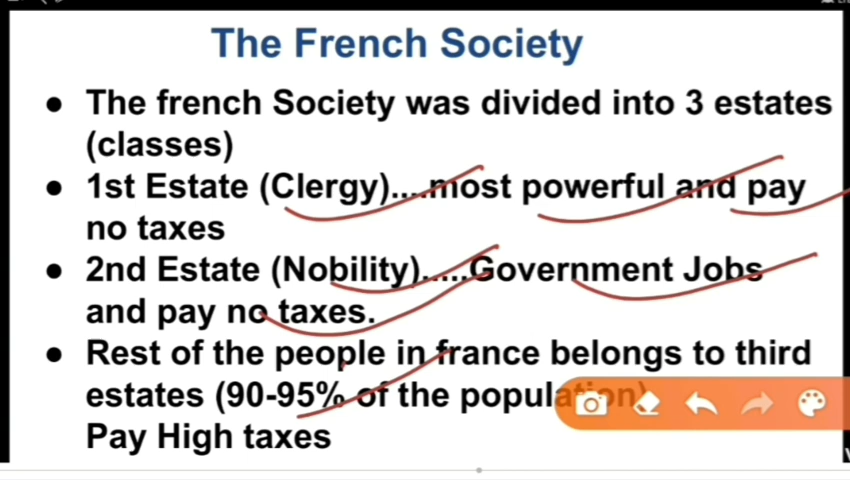 The French Society
● The french Society was divided into 3 estates
(classes)
● 1st Estate (Clergy)....most powerful and pay
no taxes
● 2nd Estate (Nobility).....Government Jobs
and pay no taxes.
● Rest of the people in france belongs to third
estates (90-95% of the population)
Pay High taxes